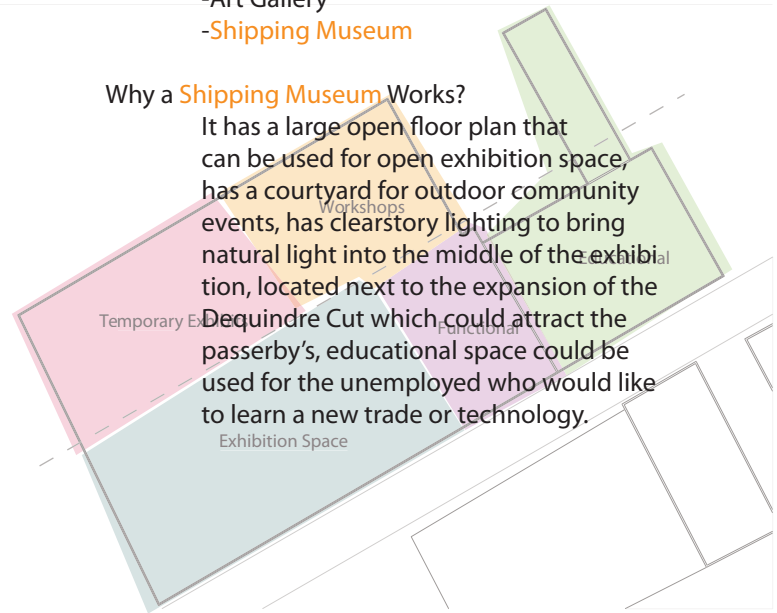 -Art Gallery
-Shipping Museum
Why a Shipping Museum Works?
It has a large open floor plan that
can be used for open exhibition space,
has a courtyard for outdoor community
events, has clearstory lighting to bring
natural light into the middle of the exhibi
tion, located next to the expansion of the
Dequindre Cut which could attract the
passerby's, educational space could be
used for the unemployed who would like
to learn a new trade or technology.
Workshops
Educational
Temporary Exhibits
Functional
Exhibition Space